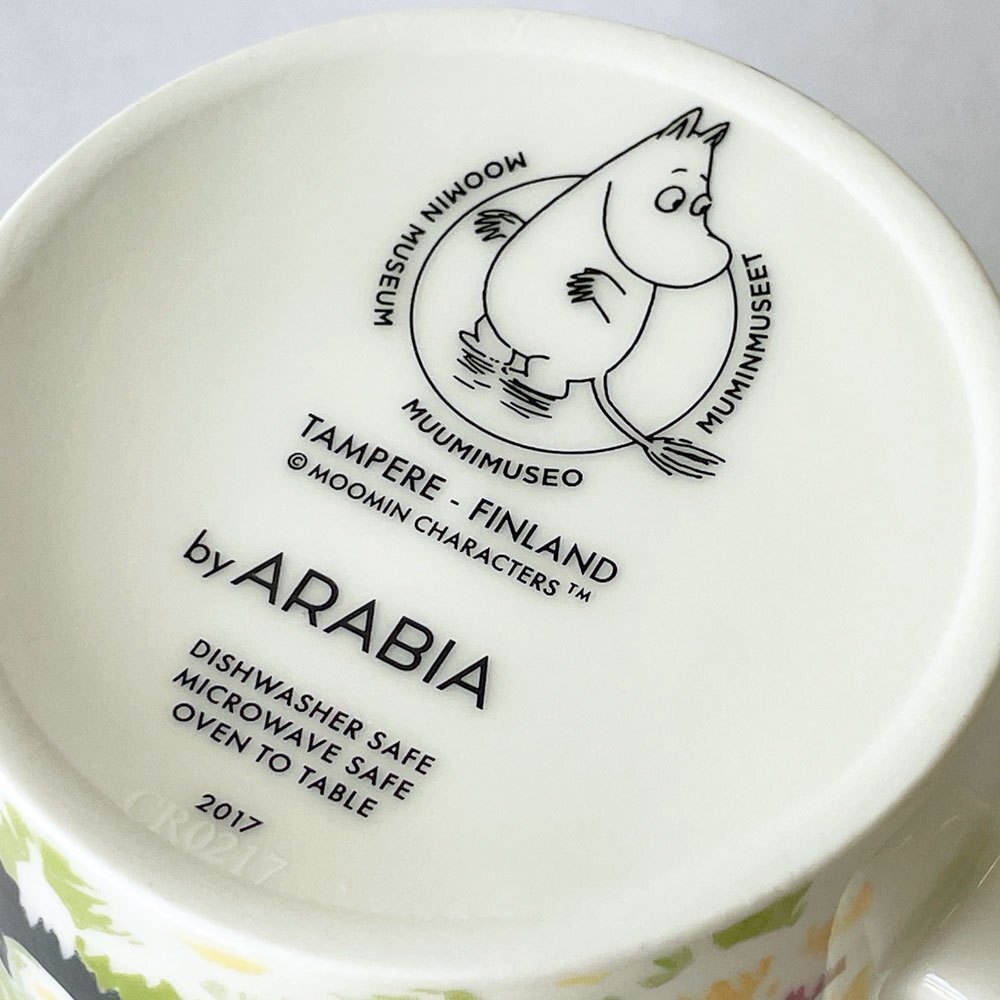 MOOMIN MUSEUM
MUMINMUSEET
MUUMIMUSEO
TAMPERE - FINLAND
© MOOMIN CHARACTERS ™
by ARABIA
DISHWASHER SAFE
MICROWAVE SAFE
OVEN TO TABLE
2017
CR0217